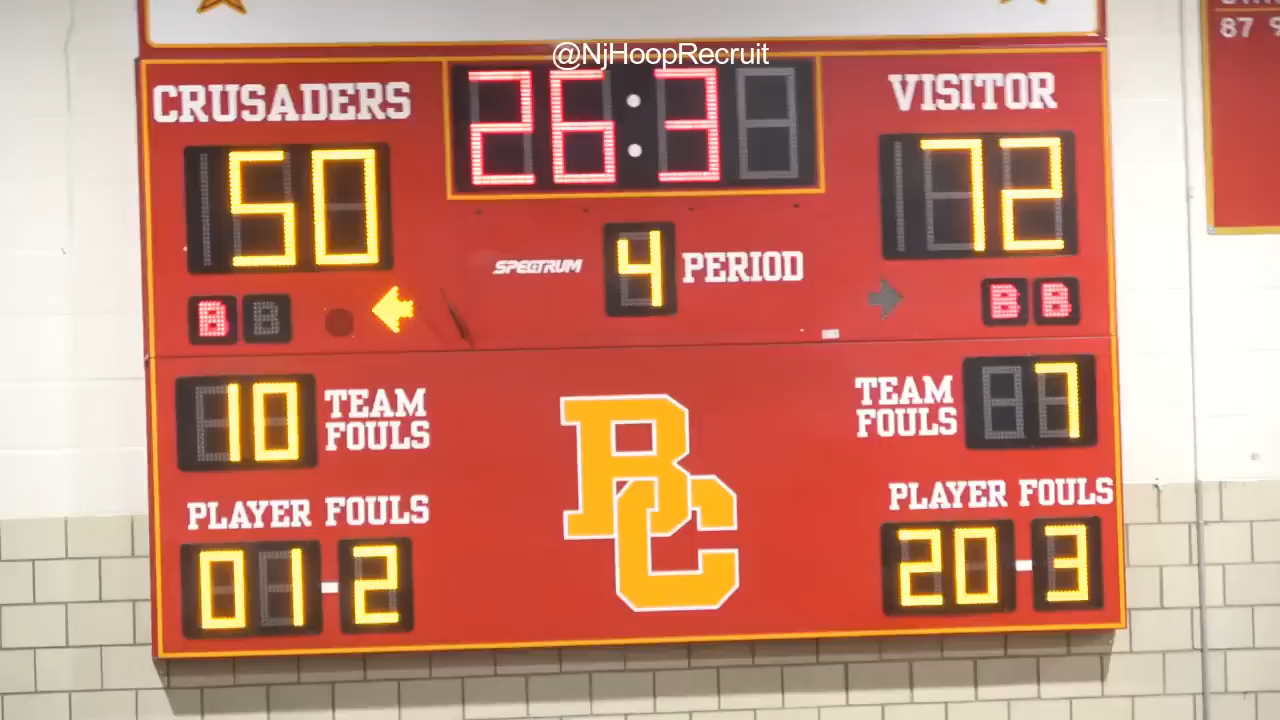 @NjHoopRecruit
87
CRUSADERS
26:3
VISITOR
50
72
SPECTRUM
4
PERIOD
B
B
B B
10
TEAM
FOULS
TEAM
FOULS
7
BC
PLAYER FOULS
PLAYER FOULS
01-2
20-3